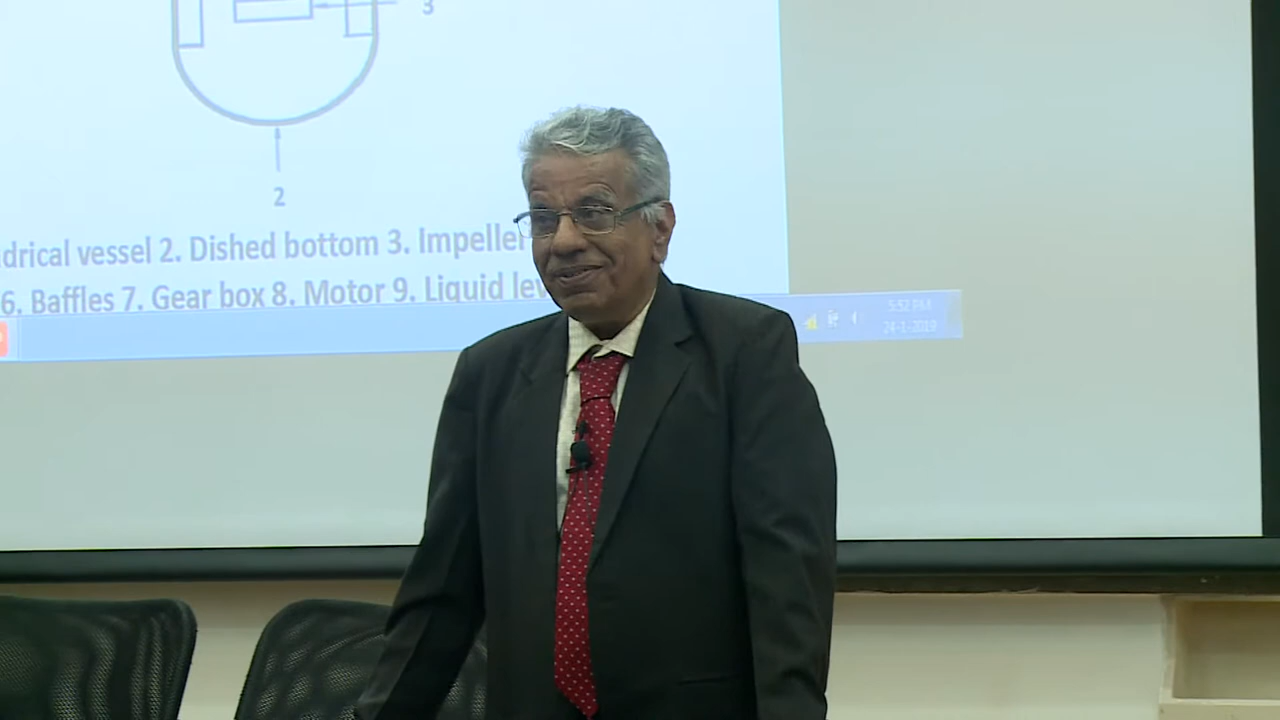 3
2
drical vessel 2. Dished bottom 3. Impeller
6. Baffles 7. Gear box 8. Motor 9. Liquid lev
5:52 PM
24-1-2019